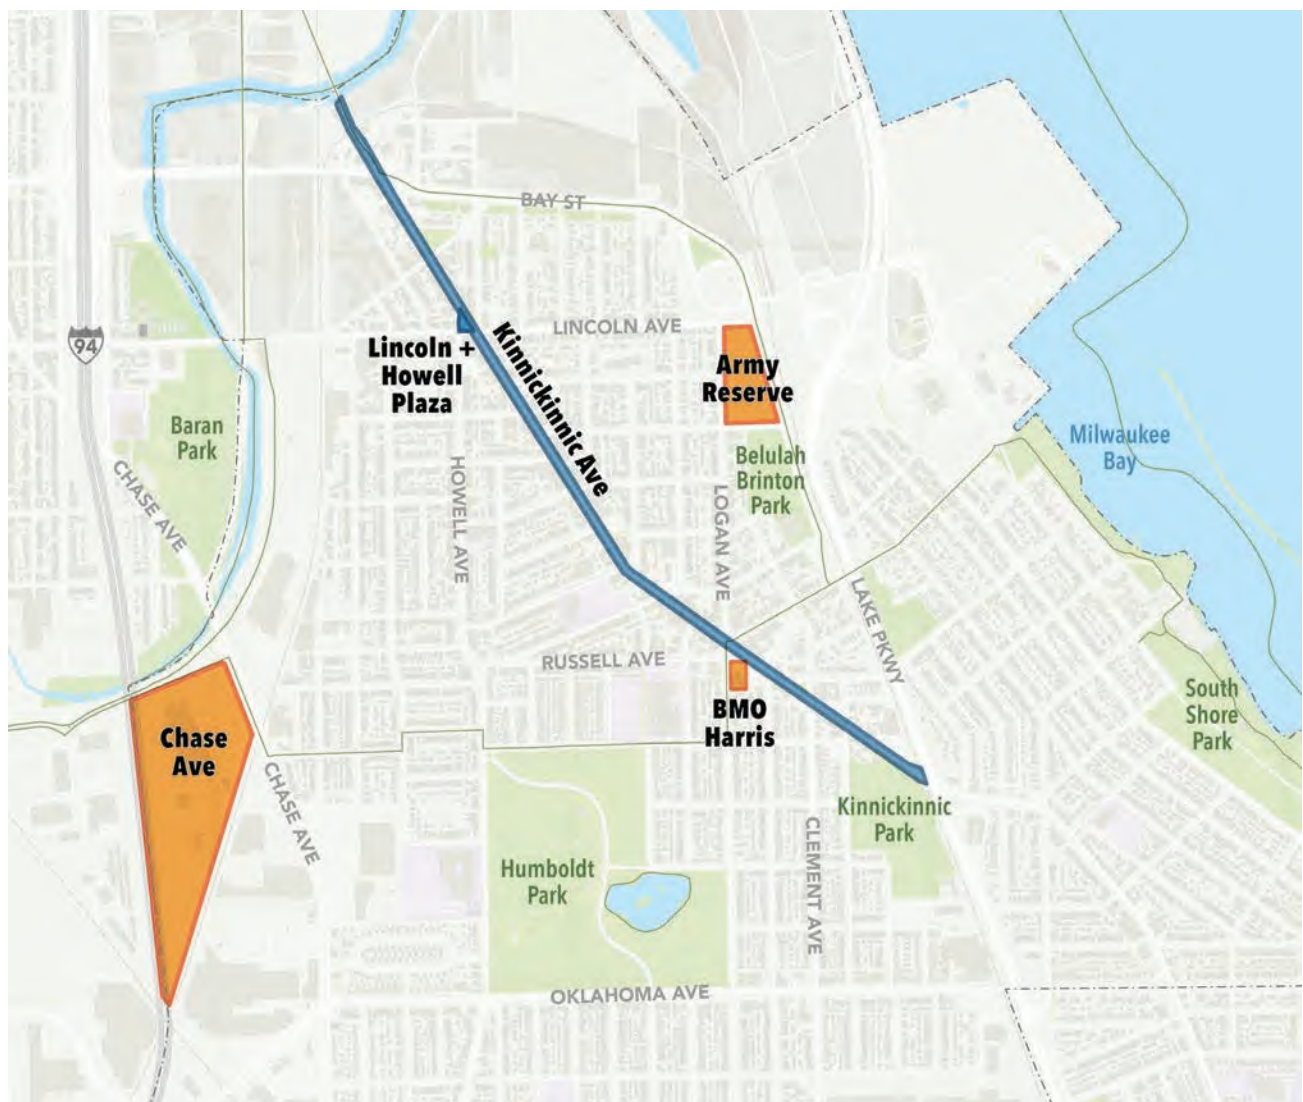 BAY ST
LINCOLN AVE
94
Lincoln +
Howell
Plaza
Kinnickinnic Ave
Army
Reserve
Baran
Park
Milwaukee
Bay
Belulah
Brinton
Park
CHASE AVE
HOWELL AVE
LOGAN AVE
LAKE PKWY
RUSSELL AVE
BMO
Harris
South
Shore
Park
Chase
Ave
CHASE AVE
Kinnickinnic
Park
CLEMENT AVE
Humboldt
Park
OKLAHOMA AVE